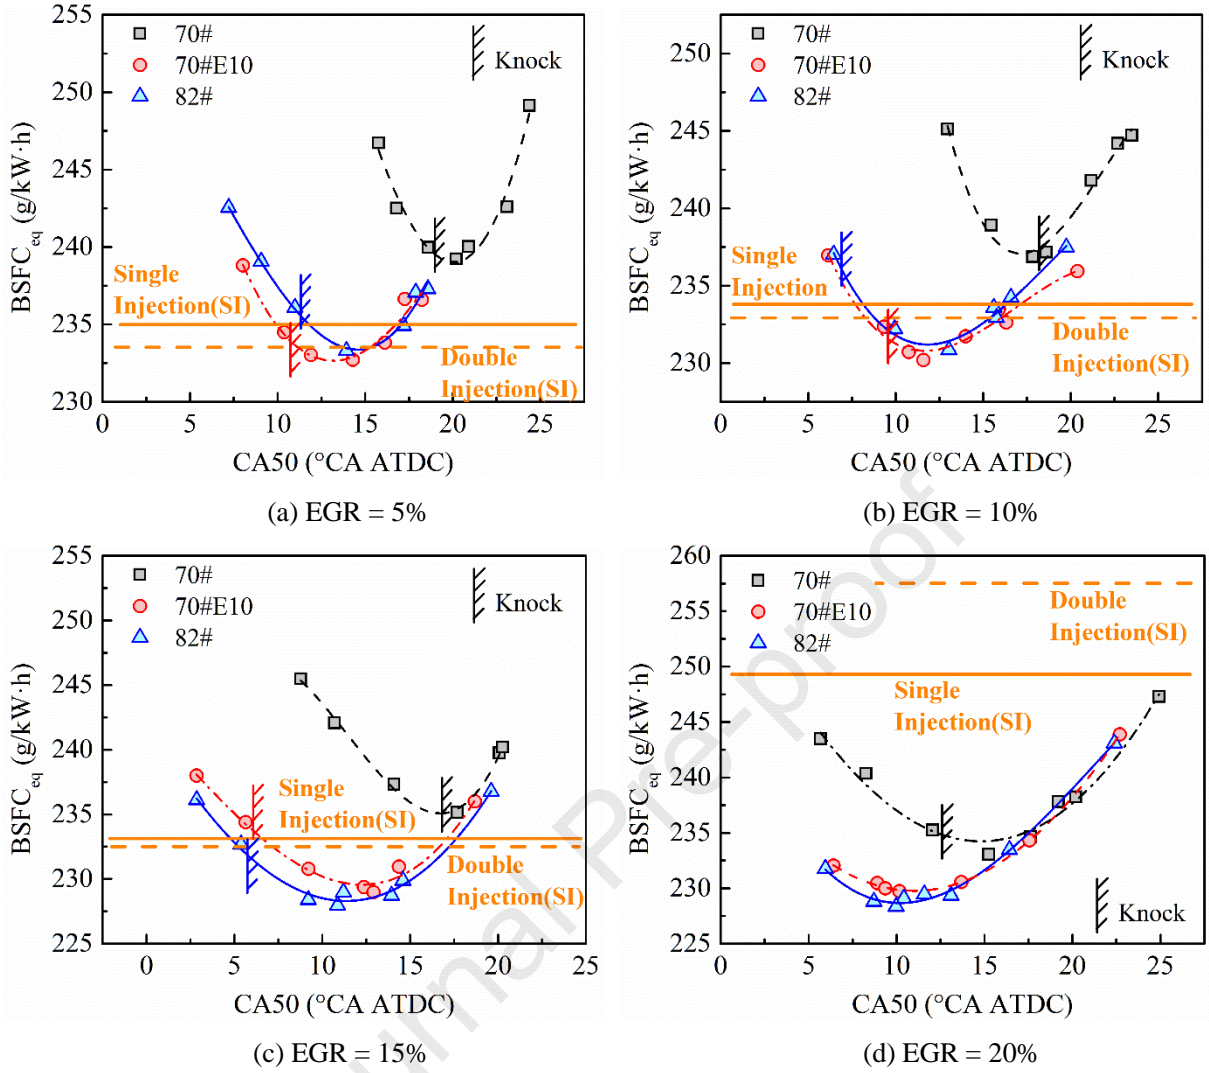 70#
70#E10
82#
Knock
Single
Injection(SI)
Double
Injection(SI)
BSFCeq (g/kW·h)
255
250
245
240
235
230
0 5 10 15 20 25
CA50 (°CA ATDC)
(a) EGR = 5%
70#
70#E10
82#
Knock
Single
Injection
Double
Injection(SI)
BSFCeq (g/kW·h)
250
245
240
235
230
0 5 10 15 20 25
CA50 (°CA ATDC)
(b) EGR = 10%
70#
70#E10
82#
Knock
Single
Injection(SI)
Double
Injection(SI)
BSFCeq (g/kW·h)
255
250
245
240
235
230
225
0 5 10 15 20 25
CA50 (°CA ATDC)
(c) EGR = 15%
70#
70#E10
82#
Double
Injection(SI)
Single
Injection(SI)
Knock
BSFCeq (g/kW·h)
260
255
250
245
240
235
230
225
0 5 10 15 20 25
CA50 (°CA ATDC)
(d) EGR = 20%
urnal Pre-proof